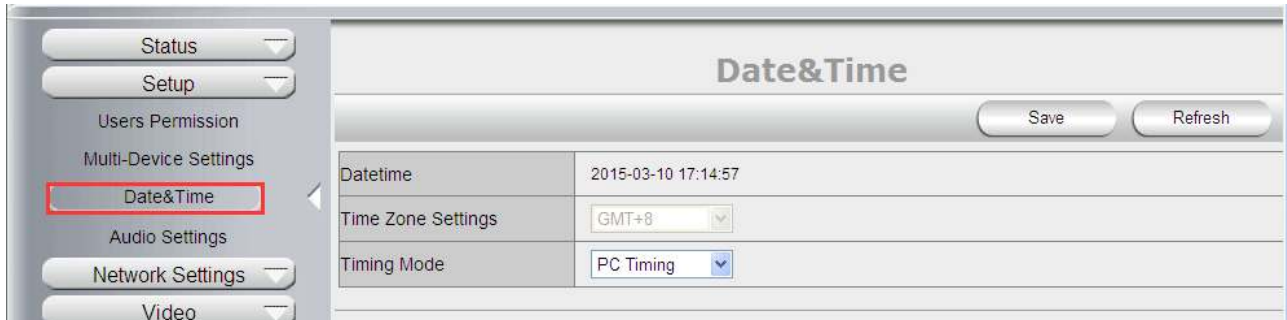 Status
Setup
Users Permission
Multi-Device Settings
Date&Time
Audio Settings
Network Settings
Video
Date&Time
Save Refresh
Datetime 2015-03-10 17:14:57
Time Zone Settings GMT+8
Timing Mode PC Timing